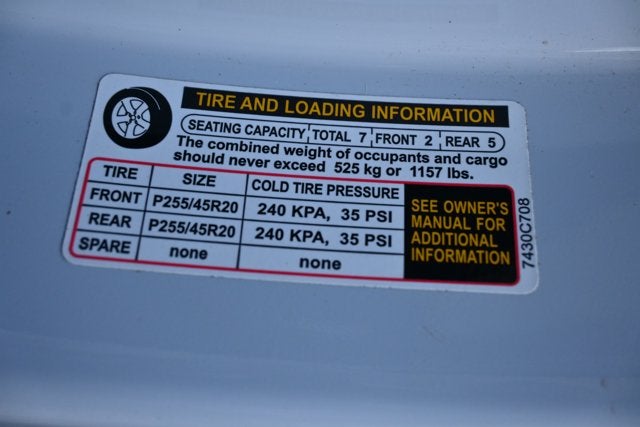 TIRE AND LOADING INFORMATION
SEATING CAPACITY TOTAL 7 FRONT 2 REAR 5
The combined weight of occupants and cargo
should never exceed 525 kg or 1157 lbs.
TIRE SIZE COLD TIRE PRESSURE
FRONT P255/45R20 240 KPA, 35 PSI
REAR P255/45R20 240 KPA, 35 PSI
SPARE none none
SEE OWNER'S
MANUAL FOR
ADDITIONAL
INFORMATION
7430C708